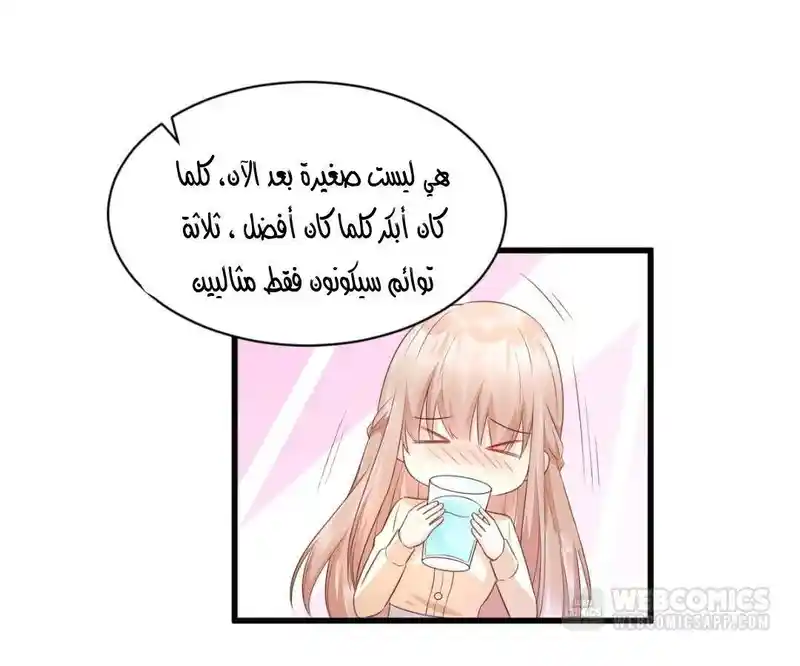 هي ليست صغيرة بعد الآن، كلما
كان أبكر كلما كان أفضل ، ثلاثة
توائم سيكونون فقط مثاليين
WEBCOMICS
WEBCOMICSAPP.COM